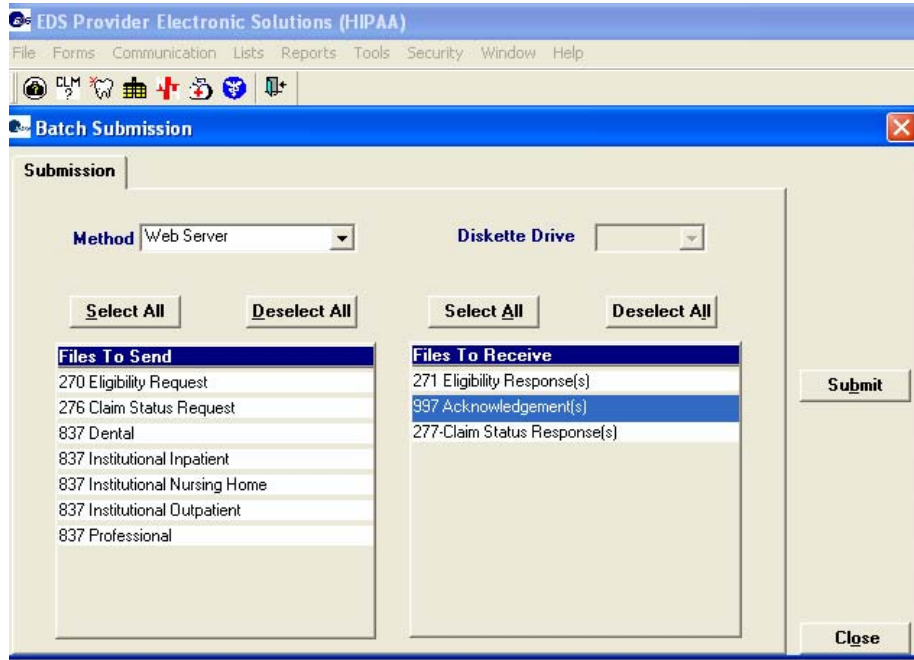 EDS Provider Electronic Solutions (HIPAA)
File Forms Communication Lists Reports Tools Security Window Help
CLM
?
Batch Submission
Submission
Method Web Server Diskette Drive
Select All Deselect All Select All Deselect All
Files To Send Files To Receive
270 Eligibility Request 271 Eligibility Response(s)
276 Claim Status Request 997 Acknowledgement(s)
837 Dental 277-Claim Status Response(s)
837 Institutional Inpatient
837 Institutional Nursing Home
837 Institutional Outpatient
837 Professional
Submit
Close